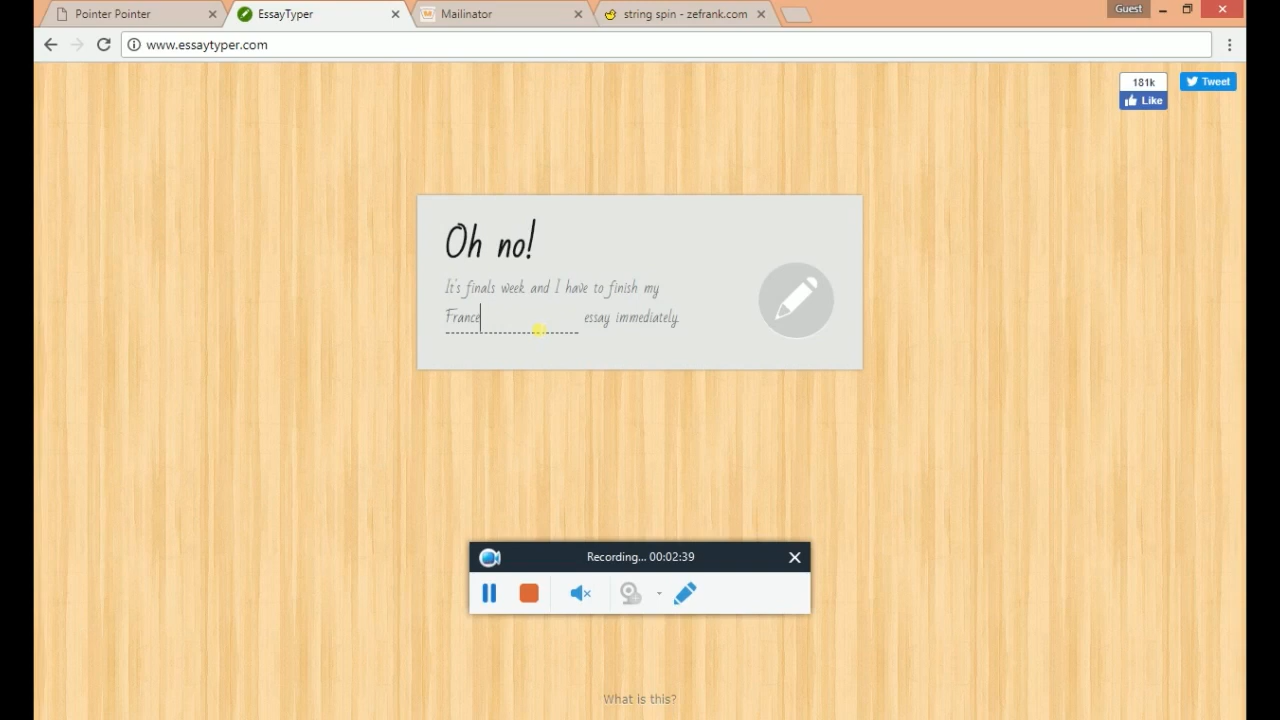 Pointer Pointer
EssayTyper
Mailinator
string spin - zefrank.com
Guest
www.essaytyper.com
181k
Like
Tweet
Oh no!
It's finals week and I have to finish my
France essay immediately.
Recording... 00:02:39
What is this?